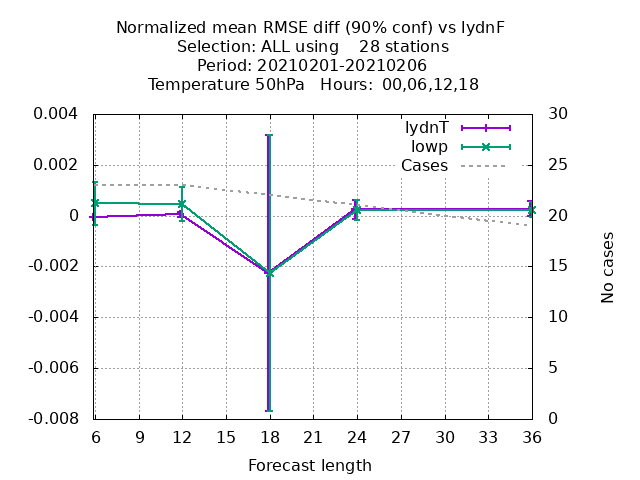 Normalized mean RMSE diff (90% conf) vs lydnF
Selection: ALL using    28 stations
Period: 20210201-20210206
Temperature 50hPa   Hours:  00,06,12,18
0.004
0.002
0
-0.002
-0.004
-0.006
-0.008
lydnT
lowp
Cases
30
25
20
15
10
5
0
No cases
6 9 12 15 18 21 24 27 30 33 36
Forecast length